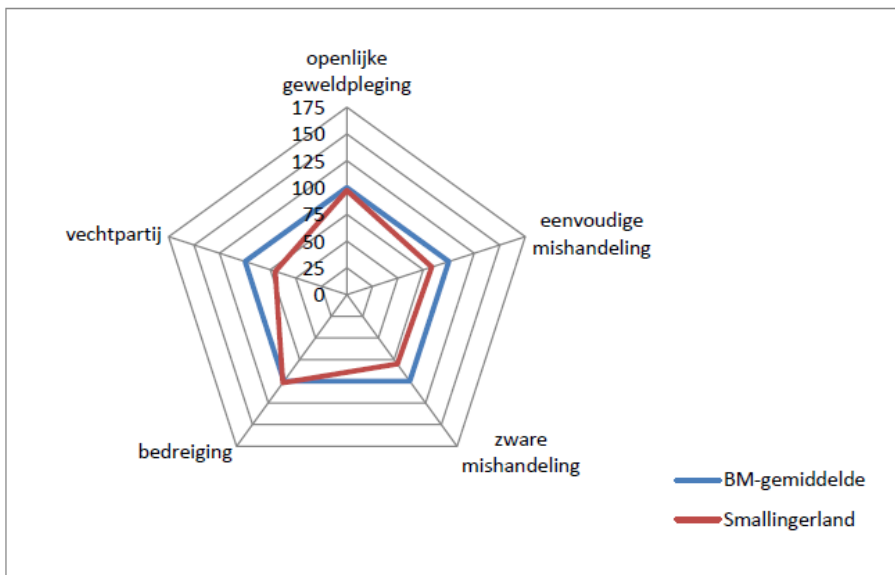 openlijke
geweldpleging
175
150
125
100
75
50
25
0
eenvoudige
mishandeling
vechtpartij
bedreiging
zware
mishandeling
BM-gemiddelde
Smallingerland